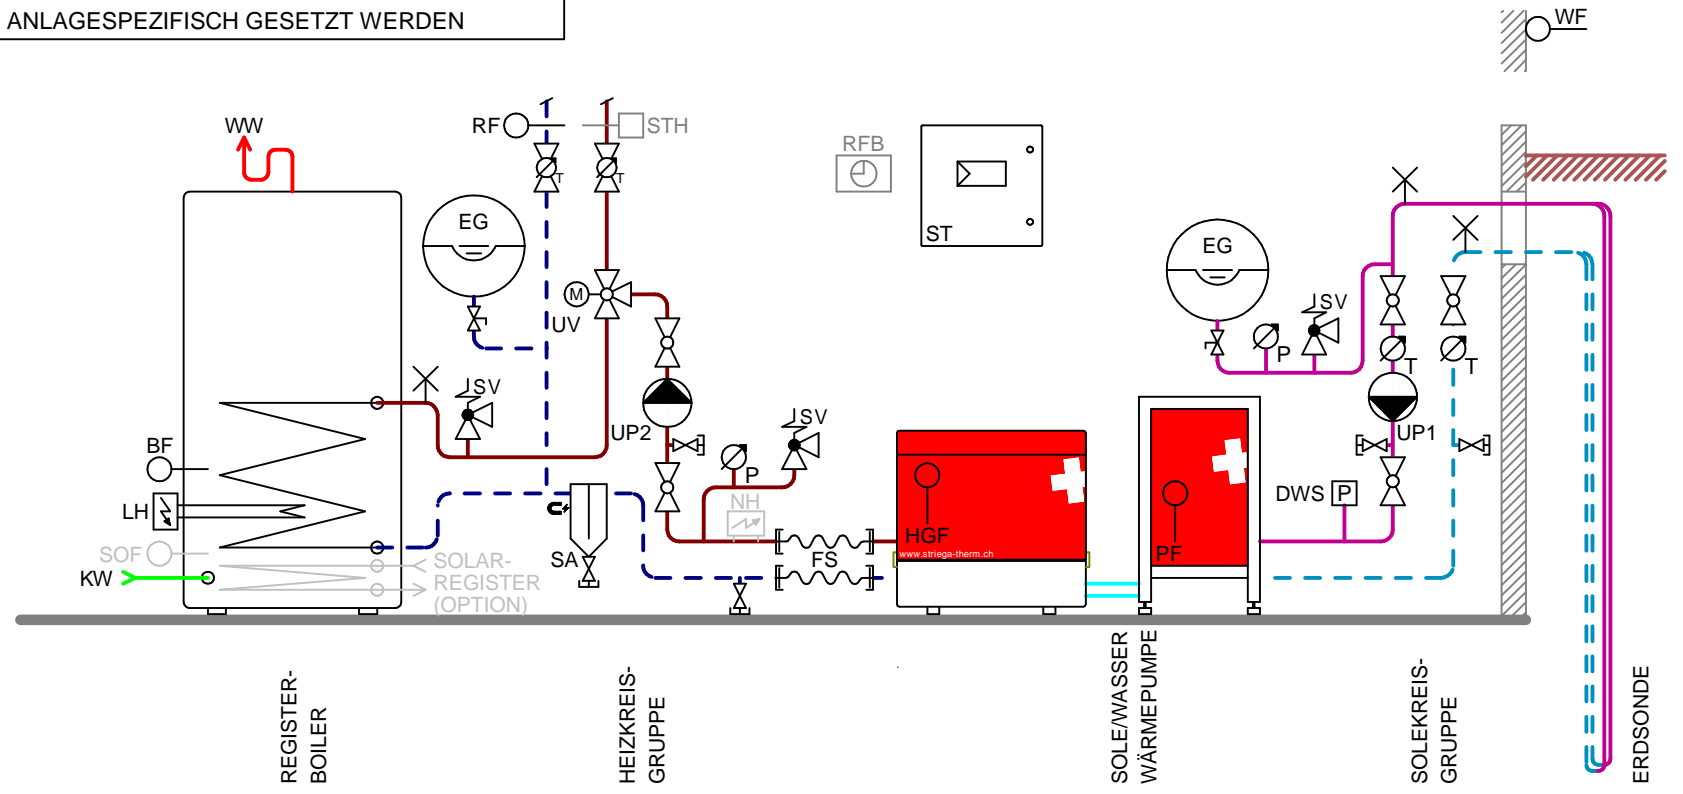 ANLAGESPEZIFISCH GESETZT WERDEN
WF
WW
RF
STH
T
T
RFB
ST
EG
EG
M
UV
SV
SV
P
T
T
SV
UP2
SV
P
UP1
BF
LH
SOF
KW
SOLAR-
REGISTER
(OPTION)
SA
NH
FS
HGF
www.striega-therm.ch
PF
DWS
P
REGISTER-
BOILER
HEIZKREIS-
GRUPPE
SOLE/WASSER
WÄRMEPUMPE
SOLEKREIS-
GRUPPE
ERDSONDE